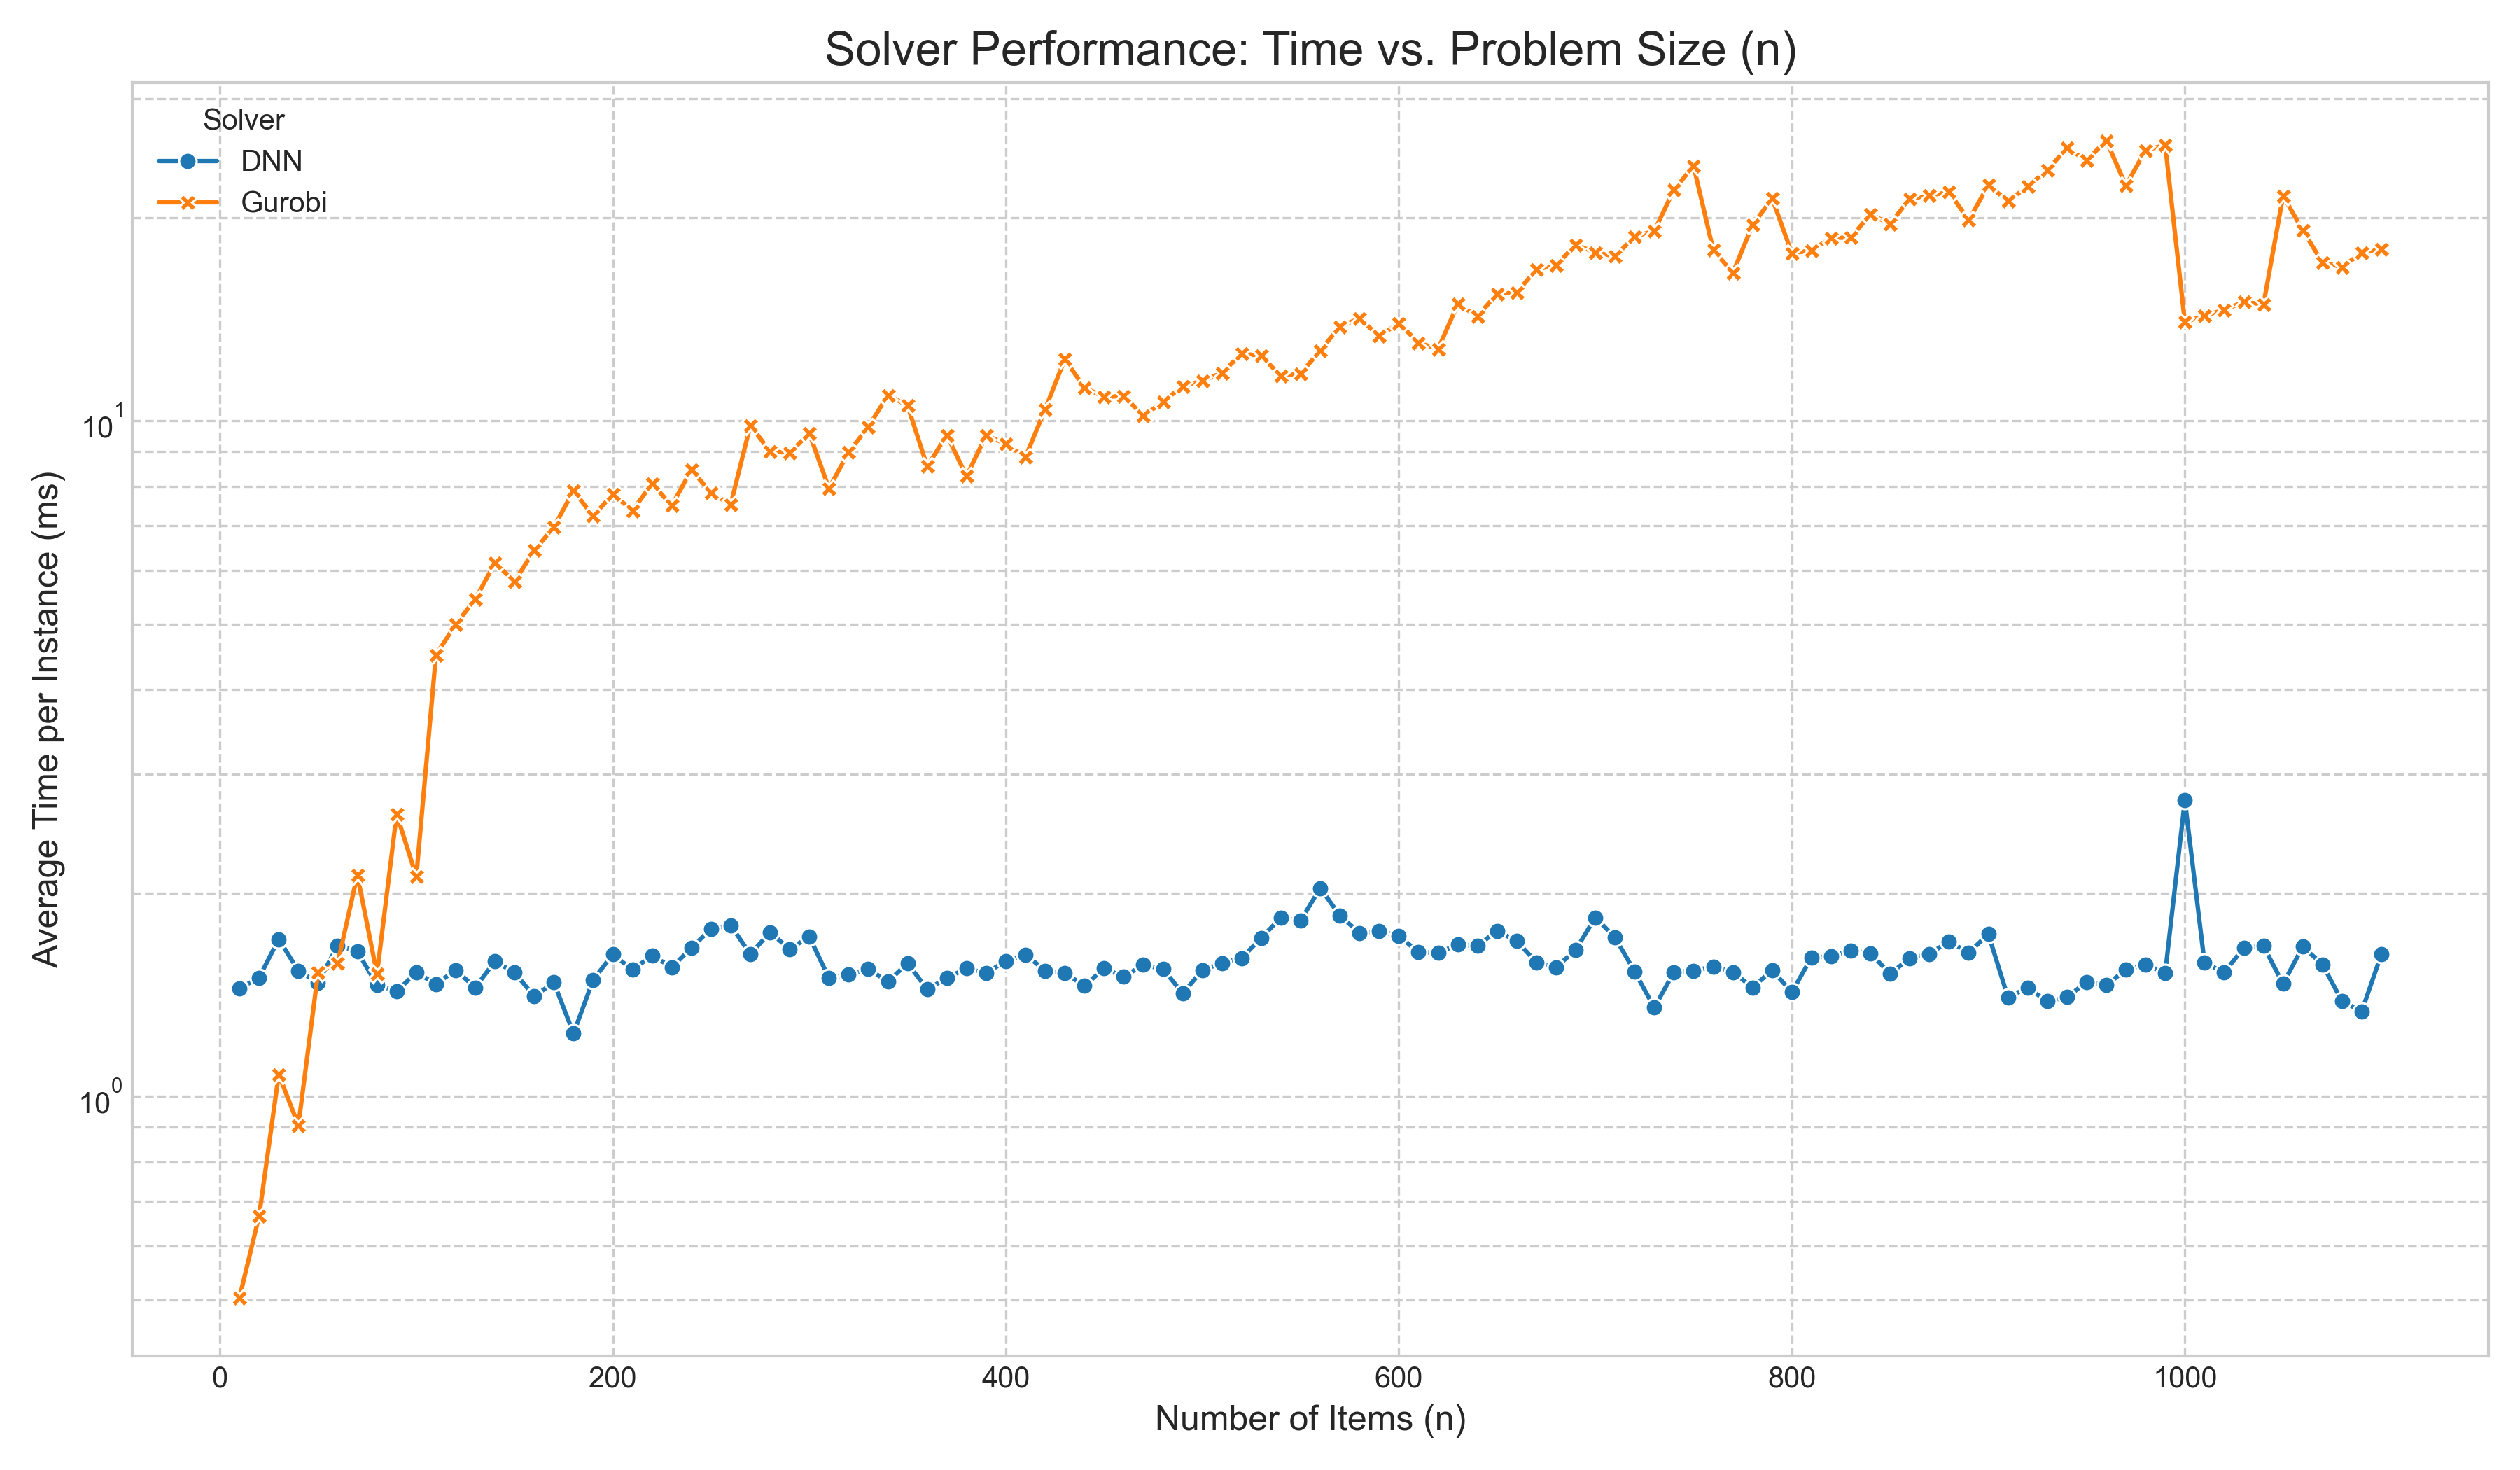 Solver Performance: Time vs. Problem Size (n)
Solver
DNN
Gurobi
Average Time per Instance (ms)
10^1
10^0
0 200 400 600 800 1000
Number of Items (n)